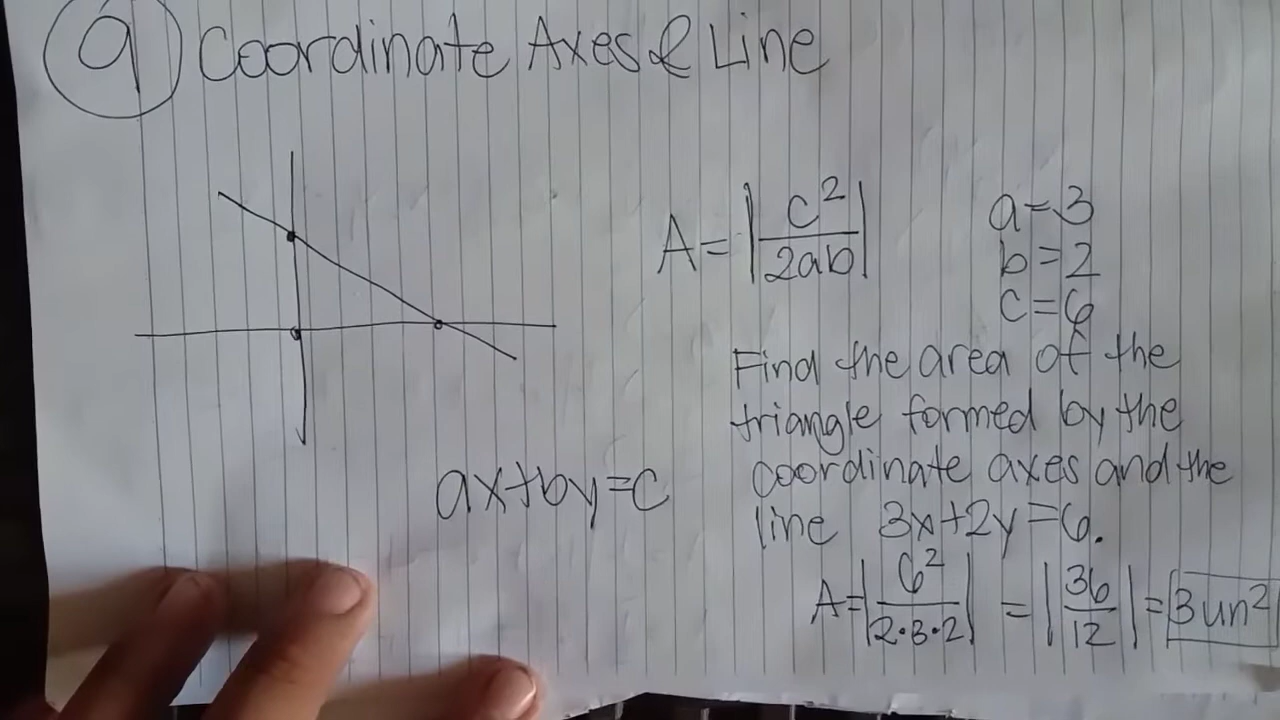 9 Coordinate Axes & Line
A = |c²/2ab|
a = 3
b = 2
c = 6
Find the area of the
triangle formed by the
coordinate axes and the
line 3x+2y=6.
ax+by=c
A = |6²/2·3·2| = |36/12| = 3 un²